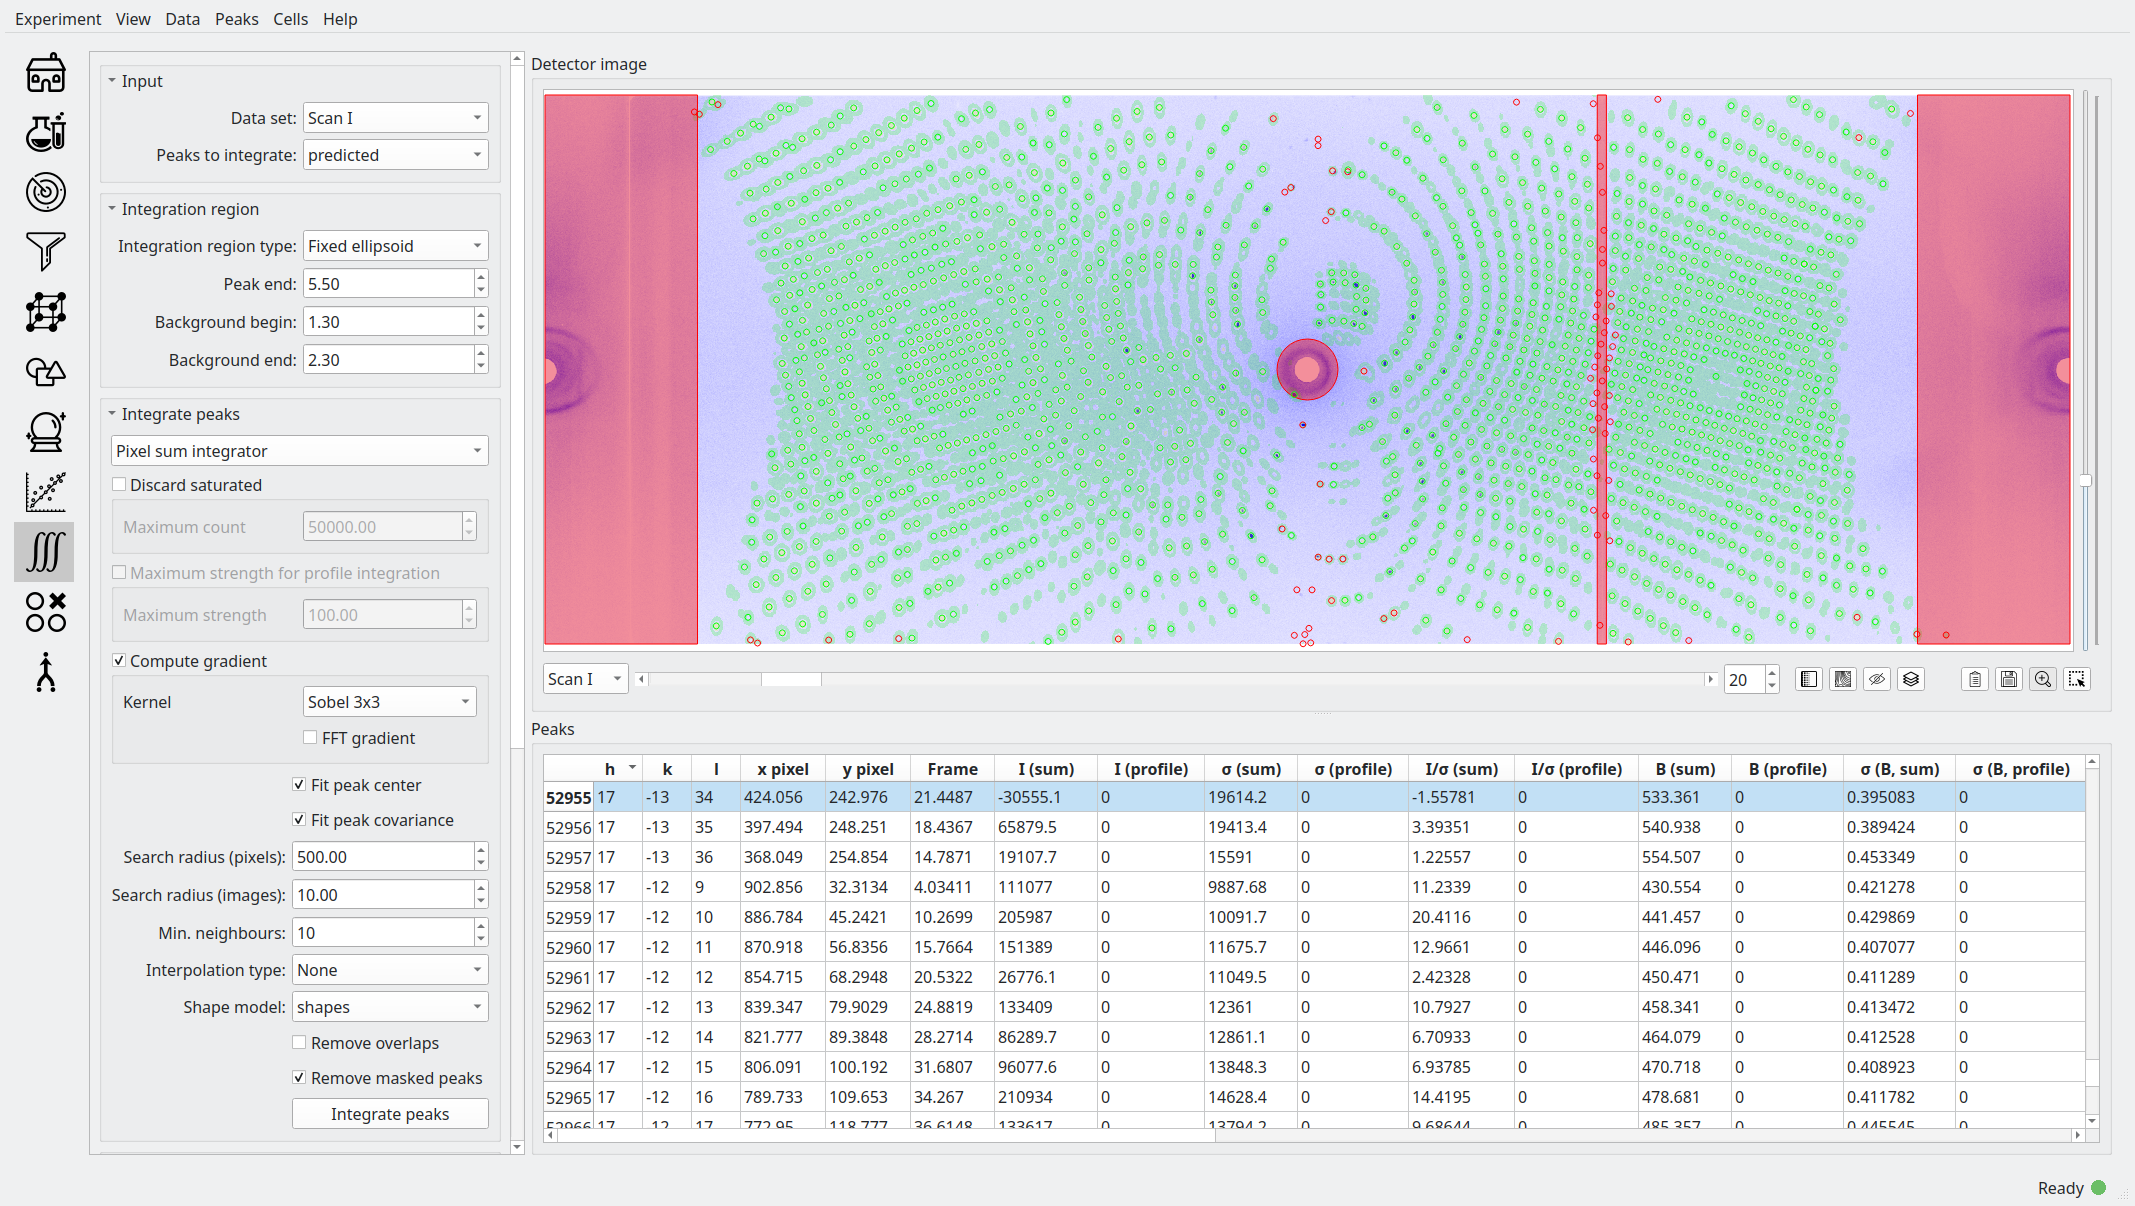 Experiment View Data Peaks Cells Help
Input
Data set: Scan I
Peaks to integrate: predicted
Integration region
Integration region type: Fixed ellipsoid
Peak end: 5.50
Background begin: 1.30
Background end: 2.30
Integrate peaks
Pixel sum integrator
Discard saturated
Maximum count 50000.00
Maximum strength for profile integration
Maximum strength 100.00
Compute gradient
Kernel Sobel 3x3
FFT gradient
Fit peak center
Fit peak covariance
Search radius (pixels): 500.00
Search radius (images): 10.00
Min. neighbours: 10
Interpolation type: None
Shape model: shapes
Remove overlaps
Remove masked peaks
Integrate peaks
Detector image
Scan I 20
Peaks
h k l x pixel y pixel Frame I (sum) I (profile) σ (sum) σ (profile) I/σ (sum) I/σ (profile) B (sum) B (profile) σ (B, sum) σ (B, profile)
52955 17 -13 34 424.056 242.976 21.4487 -30555.1 0 19614.2 0 -1.55781 0 533.361 0 0.395083 0
52956 17 -13 35 397.494 248.251 18.4367 65879.5 0 19413.4 0 3.39351 0 540.938 0 0.389424 0
52957 17 -13 36 368.049 254.854 14.7871 19107.7 0 15591 0 1.22557 0 554.507 0 0.453349 0
52958 17 -12 9 902.856 32.3134 4.03411 111077 0 9887.68 0 11.2339 0 430.554 0 0.421278 0
52959 17 -12 10 886.784 45.2421 10.2699 205987 0 10091.7 0 20.4116 0 441.457 0 0.429869 0
52960 17 -12 11 870.918 56.8356 15.7664 151389 0 11675.7 0 12.9661 0 446.096 0 0.407077 0
52961 17 -12 12 854.715 68.2948 20.5322 26776.1 0 11049.5 0 2.42328 0 450.471 0 0.411289 0
52962 17 -12 13 839.347 79.9029 24.8819 133409 0 12361 0 10.7927 0 458.341 0 0.413472 0
52963 17 -12 14 821.777 89.3848 28.2714 86289.7 0 12861.1 0 6.70933 0 464.079 0 0.412528 0
52964 17 -12 15 806.091 100.192 31.6807 96077.6 0 13848.3 0 6.93785 0 470.718 0 0.408923 0
52965 17 -12 16 789.733 109.653 34.267 210934 0 14628.4 0 14.4195 0 478.681 0 0.411782 0
52966 17 -12 17 772.95 118.777 36.6148 133617 0 13794.2 0 9.68644 0 485.357 0 0.445545 0
Ready